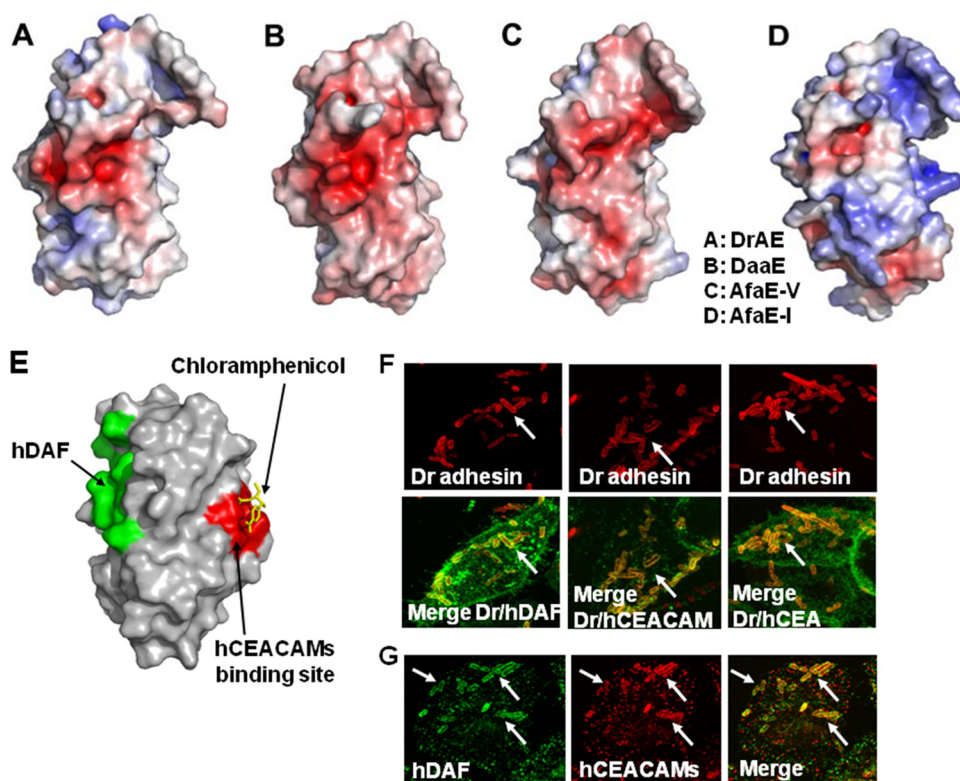 A
B
C
D
A: DrAE
B: DaaE
C: AfaE-V
D: AfaE-I
E
Chloramphenicol
hDAF
hCEACAMs
binding site
F
Dr adhesin
Dr adhesin
Dr adhesin
Merge Dr/hDAF
Merge
Dr/hCEACAM
Merge
Dr/hCEA
G
hDAF
hCEACAMs
Merge